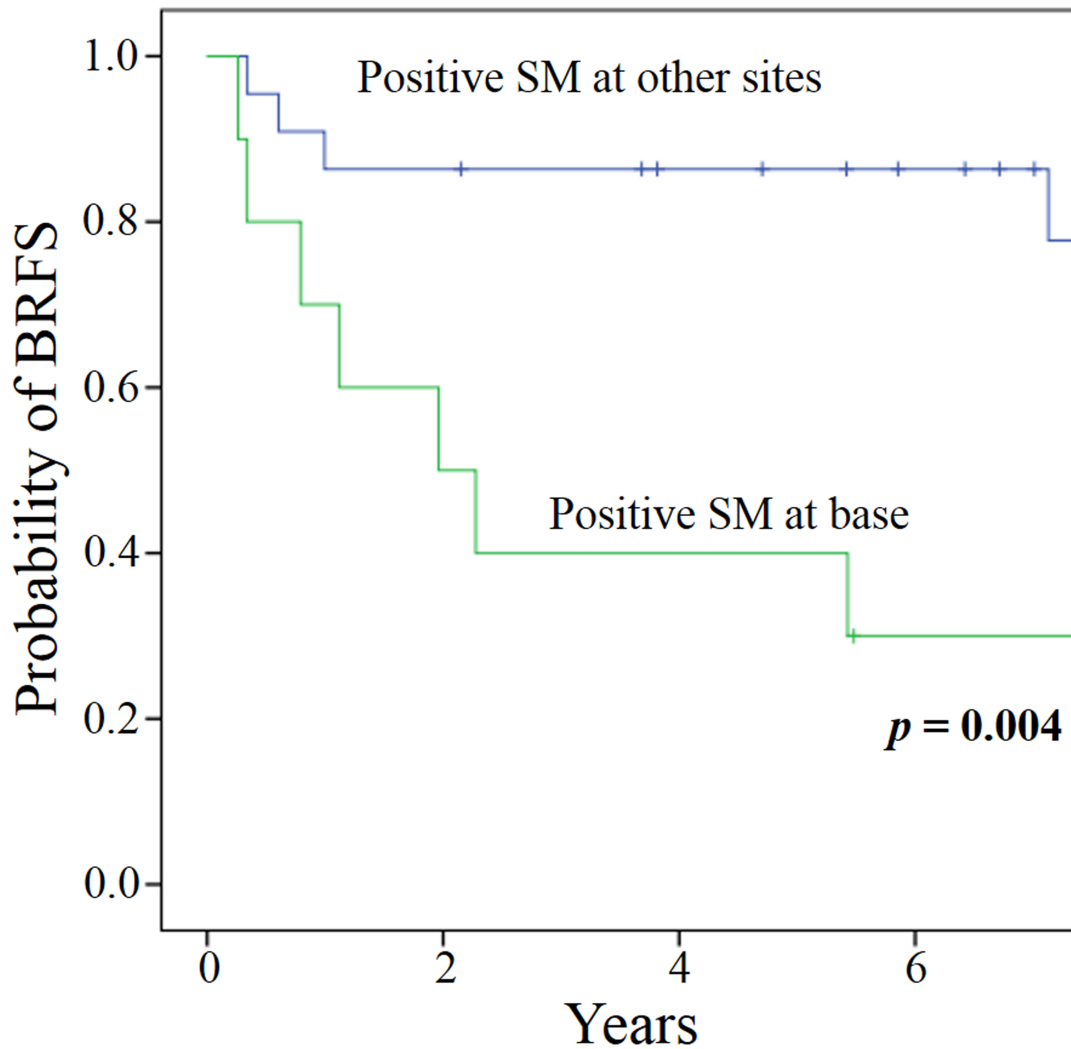 1.0
Positive SM at other sites
0.8
Probability of BRFS
0.6
Positive SM at base
0.4
0.2
p = 0.004
0.0
0 2 4 6
Years